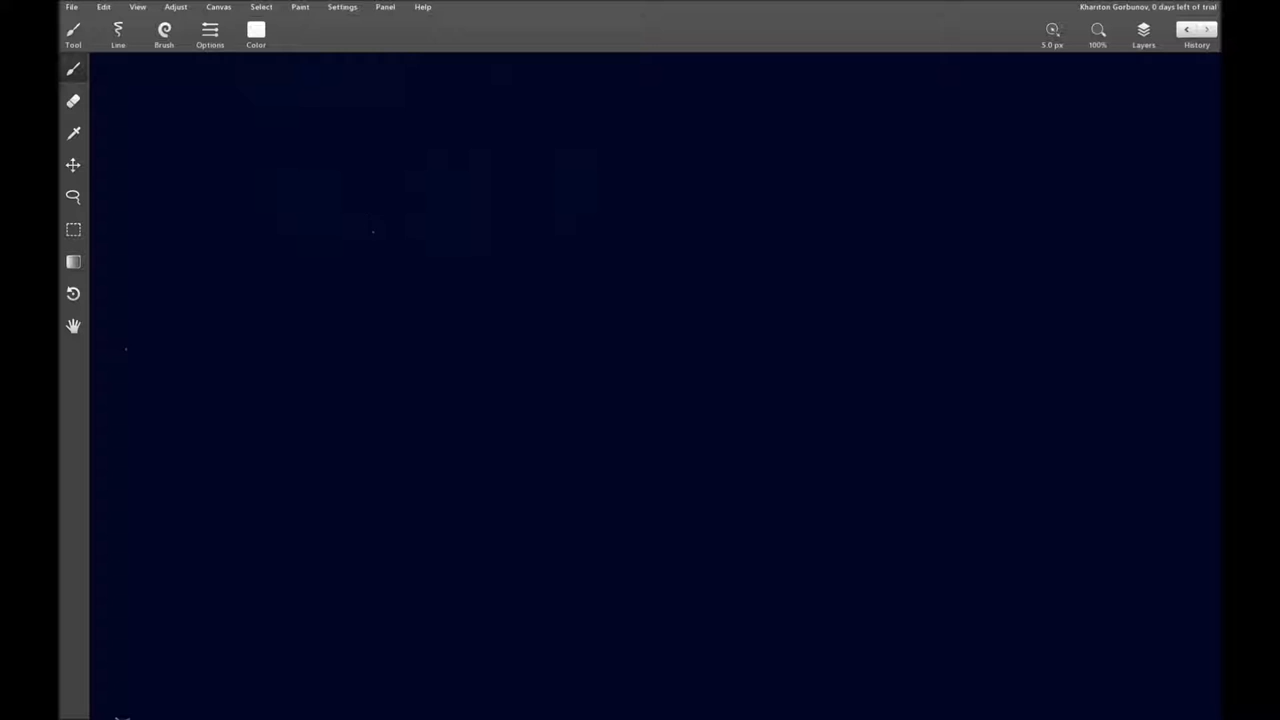 File Edit View Adjust Canvas Select Paint Settings Panel Help Khariton Gorbunov, 0 days left of trial
Tool Line Brush Options Color 5.0 px 100% Layers History